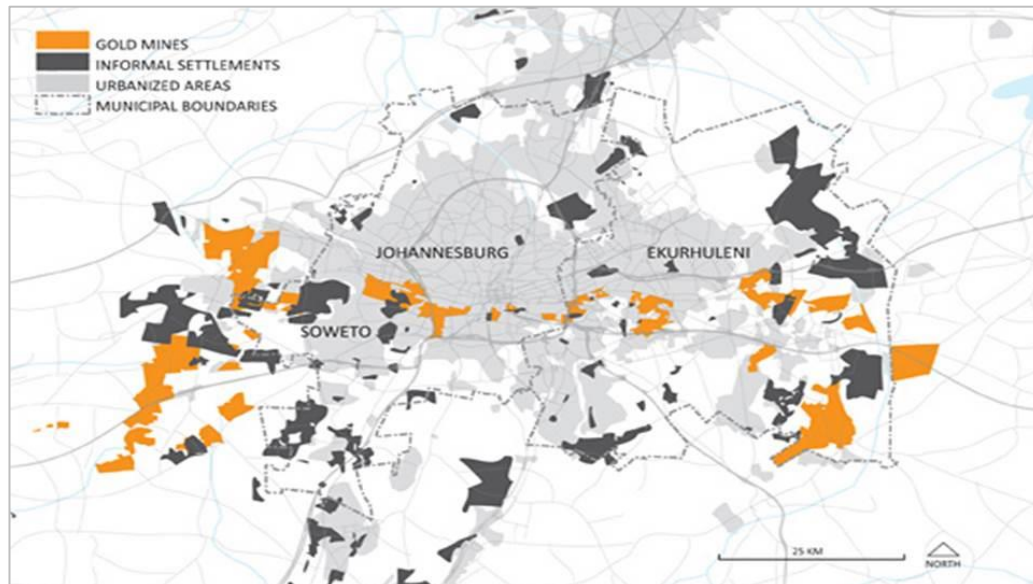 GOLD MINES
INFORMAL SETTLEMENTS
URBANIZED AREAS
MUNICIPAL BOUNDARIES
JOHANNESBURG
EKURHULENI
SOWETO
25 KM
NORTH